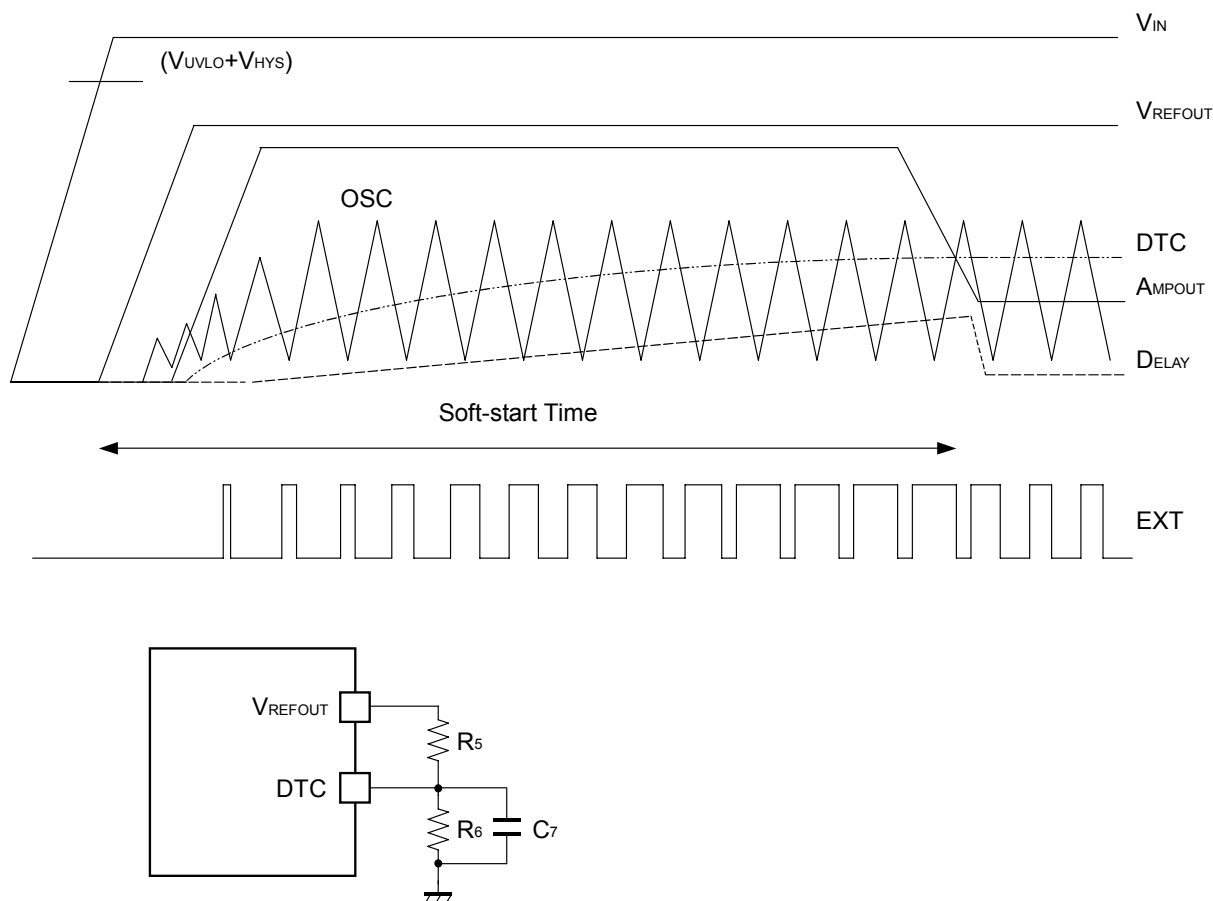 VIN
(VUVLO+VHYS)
VREFOUT
OSC
DTC
AMPOUT
DELAY
Soft-start Time
EXT
VREFOUT
R5
DTC
R6
C7